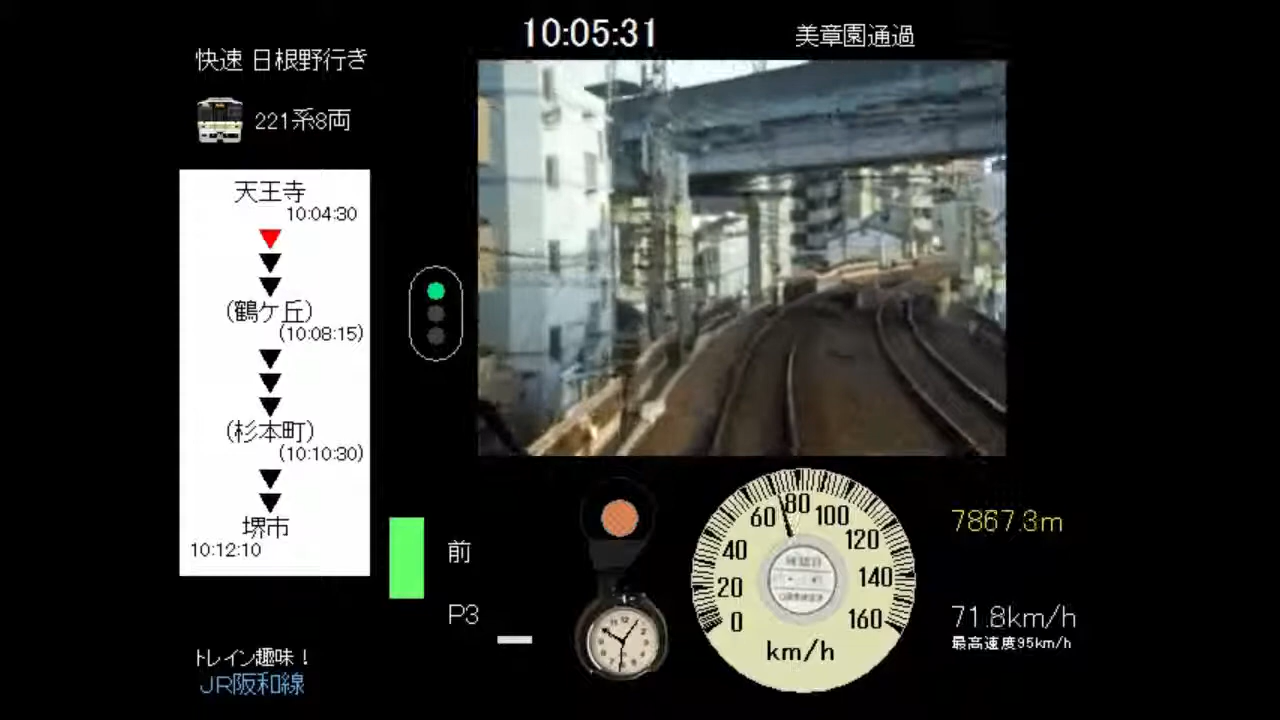 10:05:31
美章園通過
快速 日根野行き
221系8両
天王寺
10:04:30
(鶴ケ丘)
(10:08:15)
(杉本町)
(10:10:30)
堺市
10:12:10
前
P3
0 20 40 60 80 100 120 140 160
km/h
7867.3m
71.8km/h
最高速度95km/h
トレイン趣味！
JR阪和線